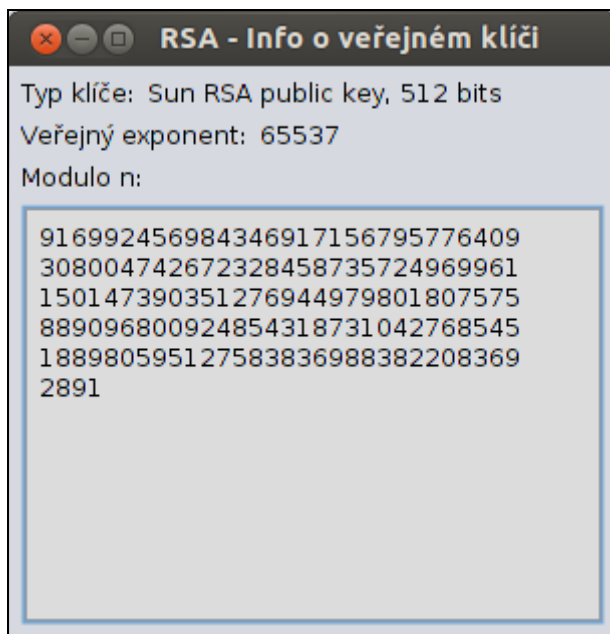 RSA - Info o veřejném klíči
Typ klíče: Sun RSA public key, 512 bits
Veřejný exponent: 65537
Modulo n:
916992456984346917156795776409
308004742672328458735724969961
150147390351276944979801807575
889096800924854318731042768545
188980595127583836988382208369
2891